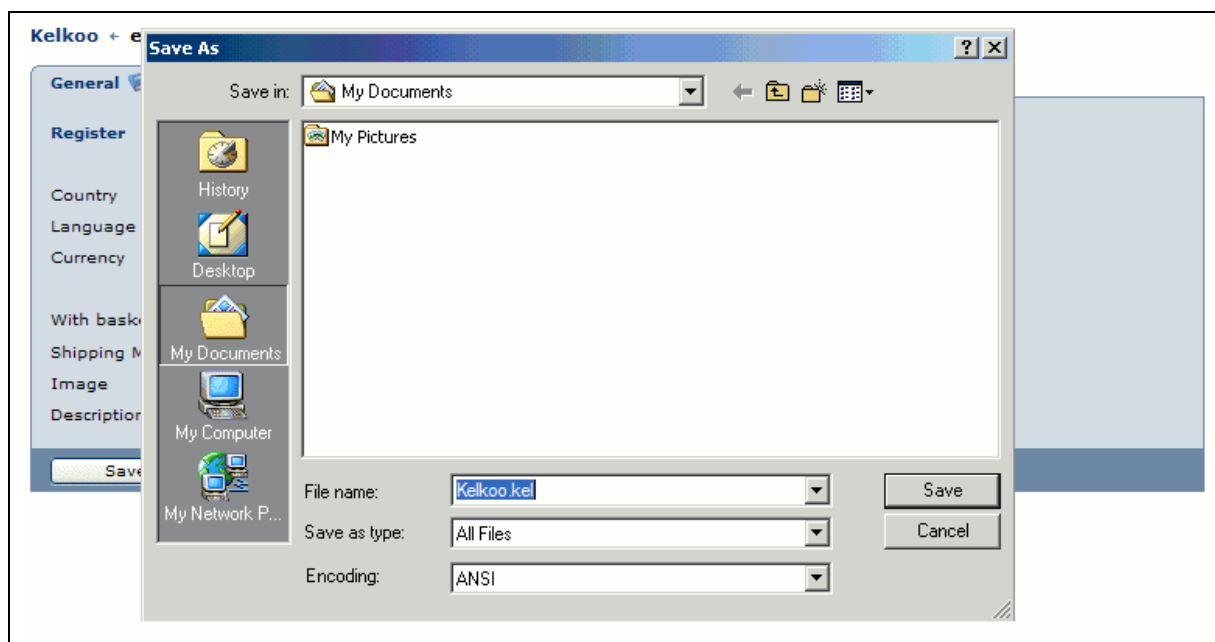 Kelkoo ← e
Save As
General
Save in:
My Documents
Register
My Pictures
Country
History
Language
Currency
Desktop
With bask
Shipping M
My Documents
Image
Description
My Computer
Save
File name:
Kelkoo.kel
Save
My Network P...
Save as type:
All Files
Cancel
Encoding:
ANSI